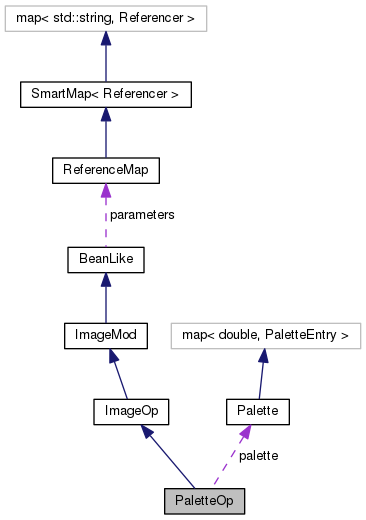 map< std::string, Referencer >
SmartMap< Referencer >
ReferenceMap
parameters
BeanLike
ImageMod
map< double, PaletteEntry >
ImageOp
Palette
palette
PaletteOp